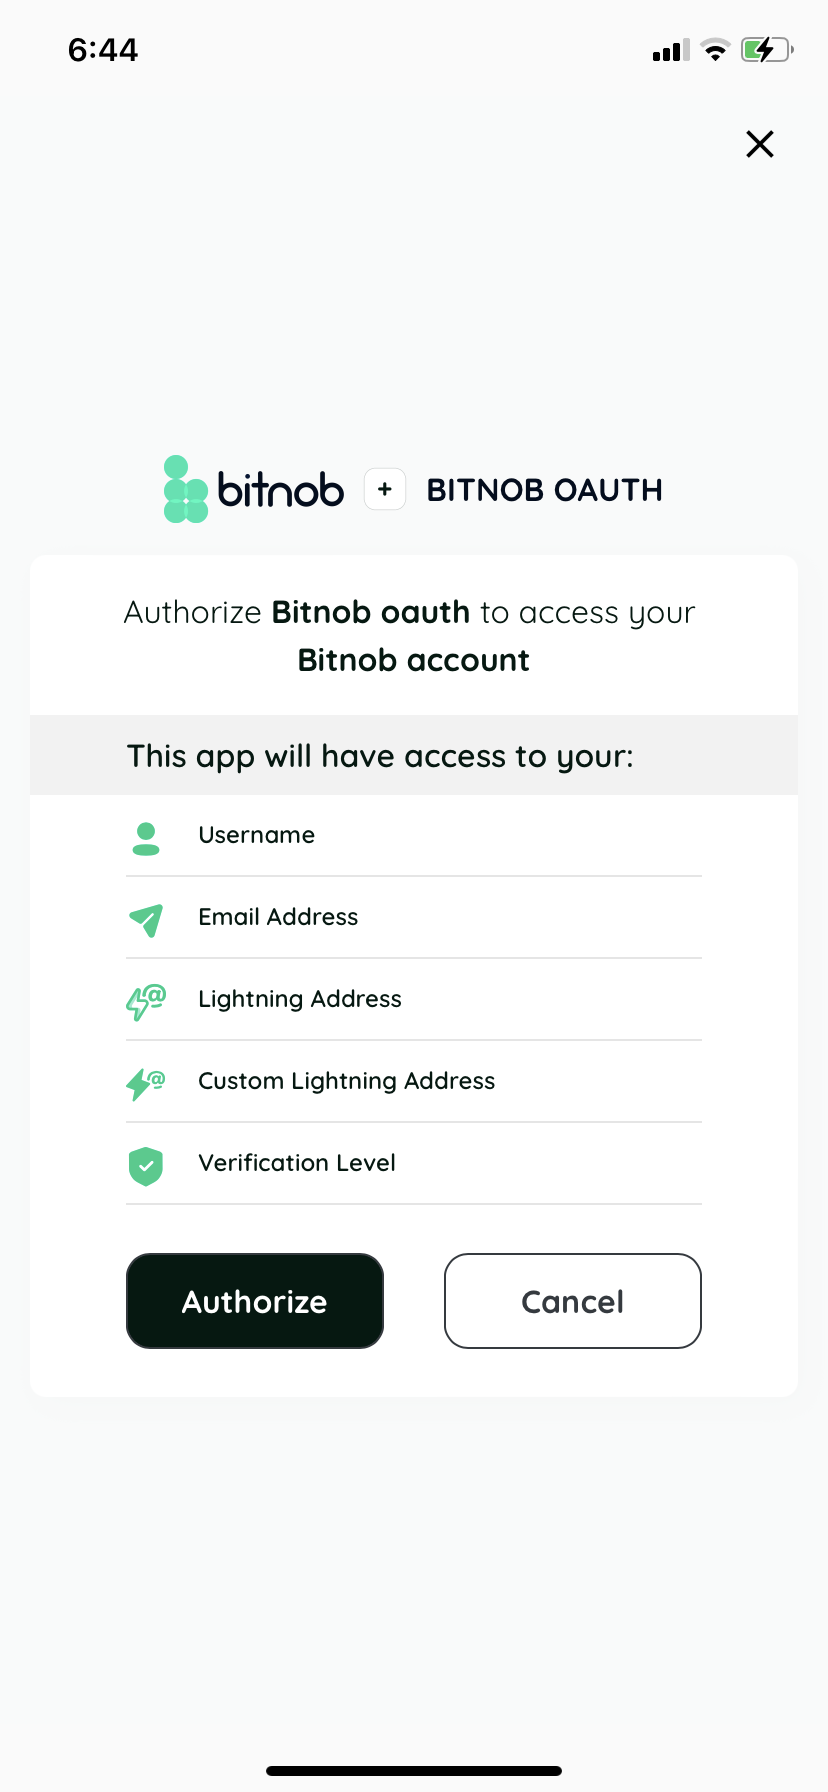 6:44
bitnob + BITNOB OAUTH
Authorize Bitnob oauth to access your
Bitnob account
This app will have access to your:
Username
Email Address
Lightning Address
Custom Lightning Address
Verification Level
Authorize Cancel